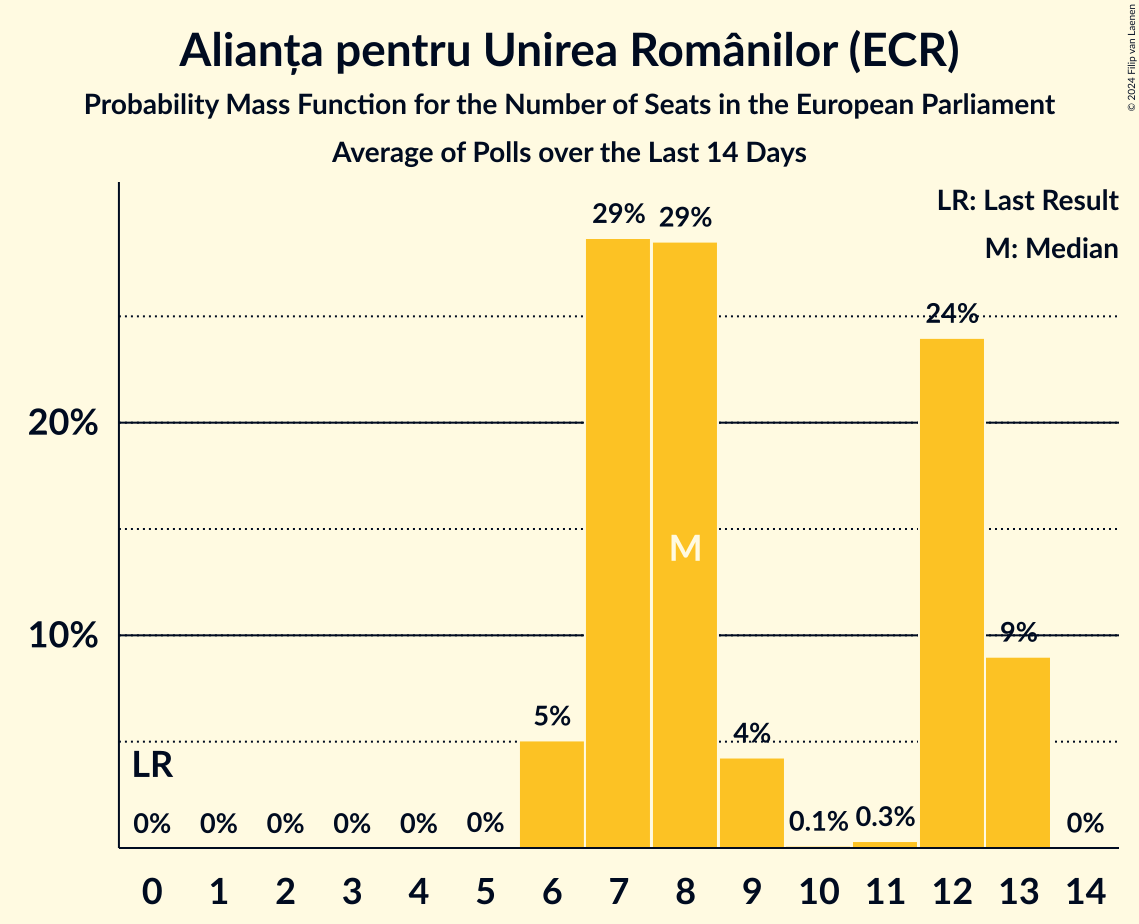 Alianța pentru Unirea Românilor (ECR)
Probability Mass Function for the Number of Seats in the European Parliament
Average of Polls over the Last 14 Days
© 2024 Filip van Laenen
LR: Last Result
M: Median
29% 29%
24%
20%
M
10%
9%
5%
4%
LR
0% 0% 0% 0% 0% 0% 0.1% 0.3% 0%
0 1 2 3 4 5 6 7 8 9 10 11 12 13 14